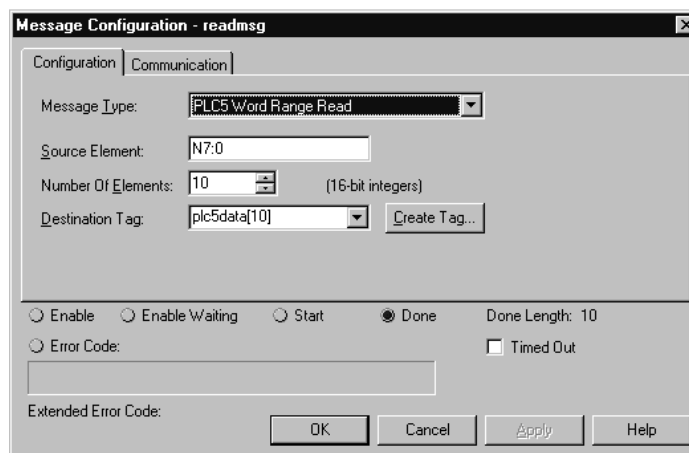 Message Configuration - readmsg
Configuration Communication
Message Type: PLC5 Word Range Read
Source Element: N7:0
Number Of Elements: 10 (16-bit integers)
Destination Tag: plc5data[10] Create Tag...
Enable Enable Waiting Start Done Done Length: 10
Error Code: Timed Out
Extended Error Code:
OK Cancel Apply Help